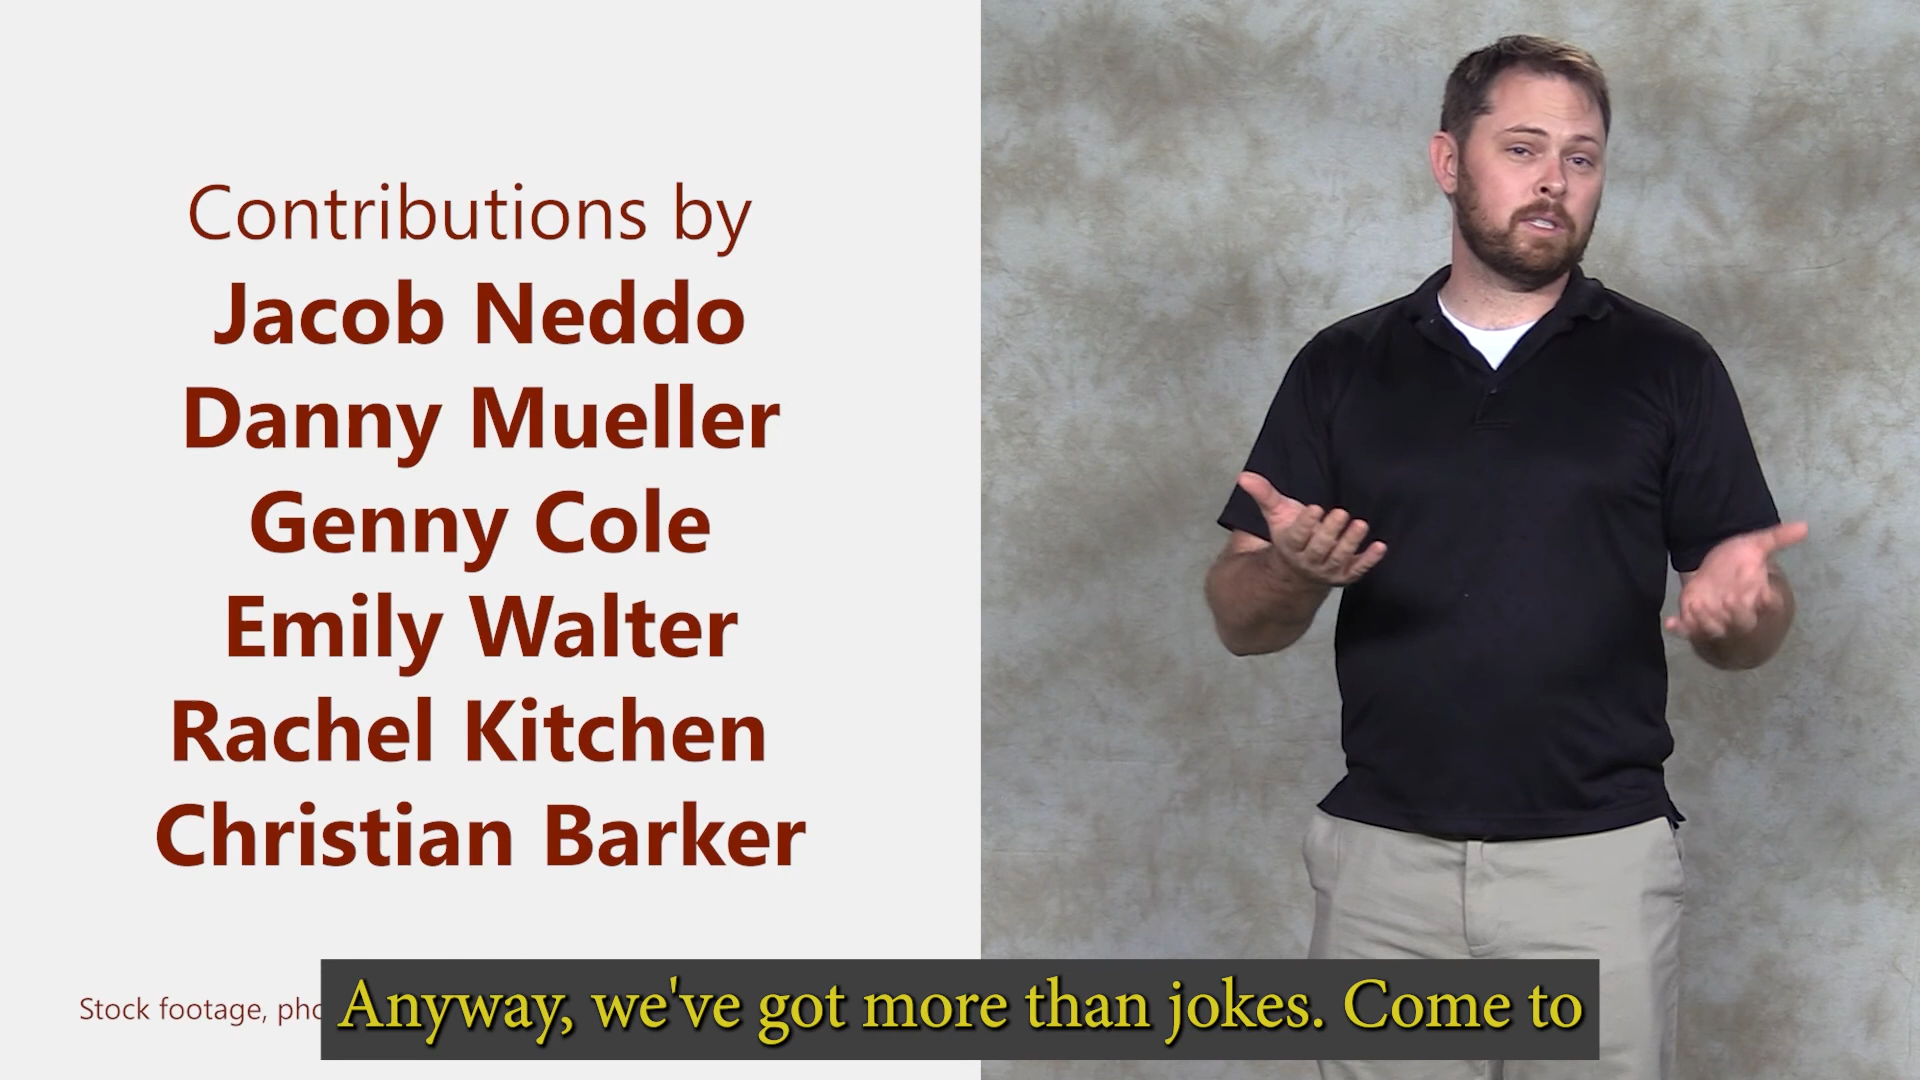 Contributions by
Jacob Neddo
Danny Mueller
Genny Cole
Emily Walter
Rachel Kitchen
Christian Barker
Stock footage,
Anyway, we've got more than jokes. Come to